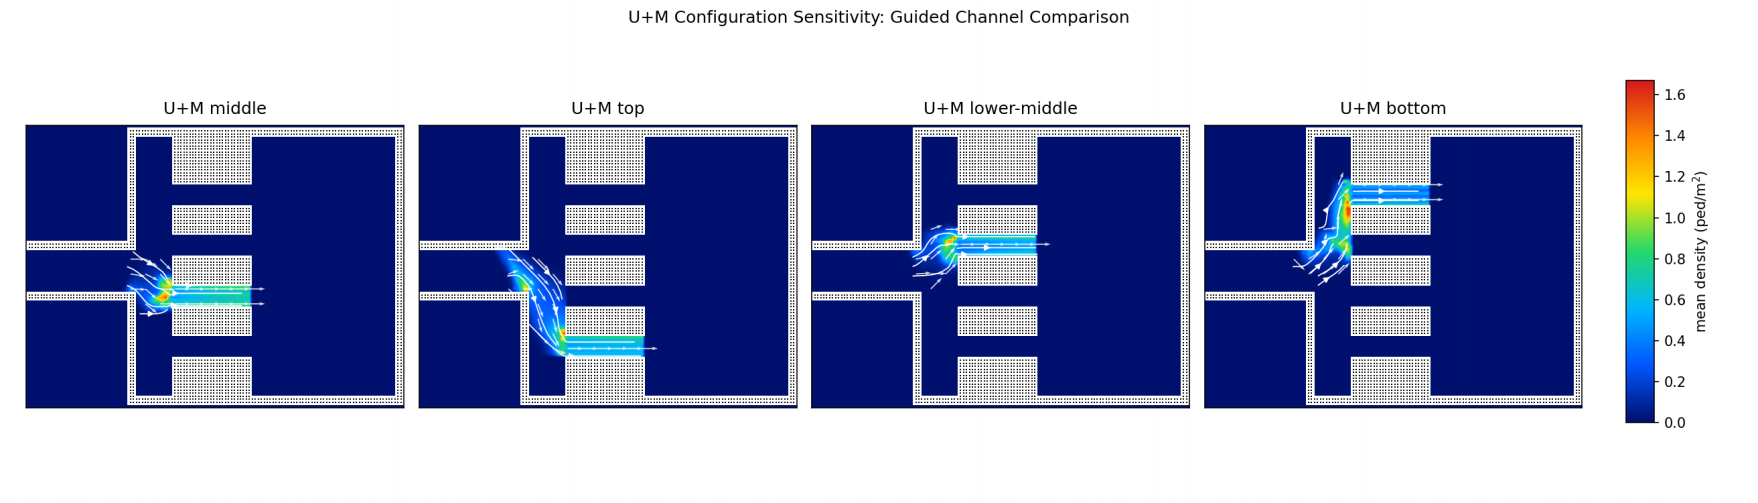 U+M Configuration Sensitivity: Guided Channel Comparison
U+M middle
U+M top
U+M lower-middle
U+M bottom
1.6
1.4
1.2
1.0
0.8
0.6
0.4
0.2
0.0
mean density (ped/m²)